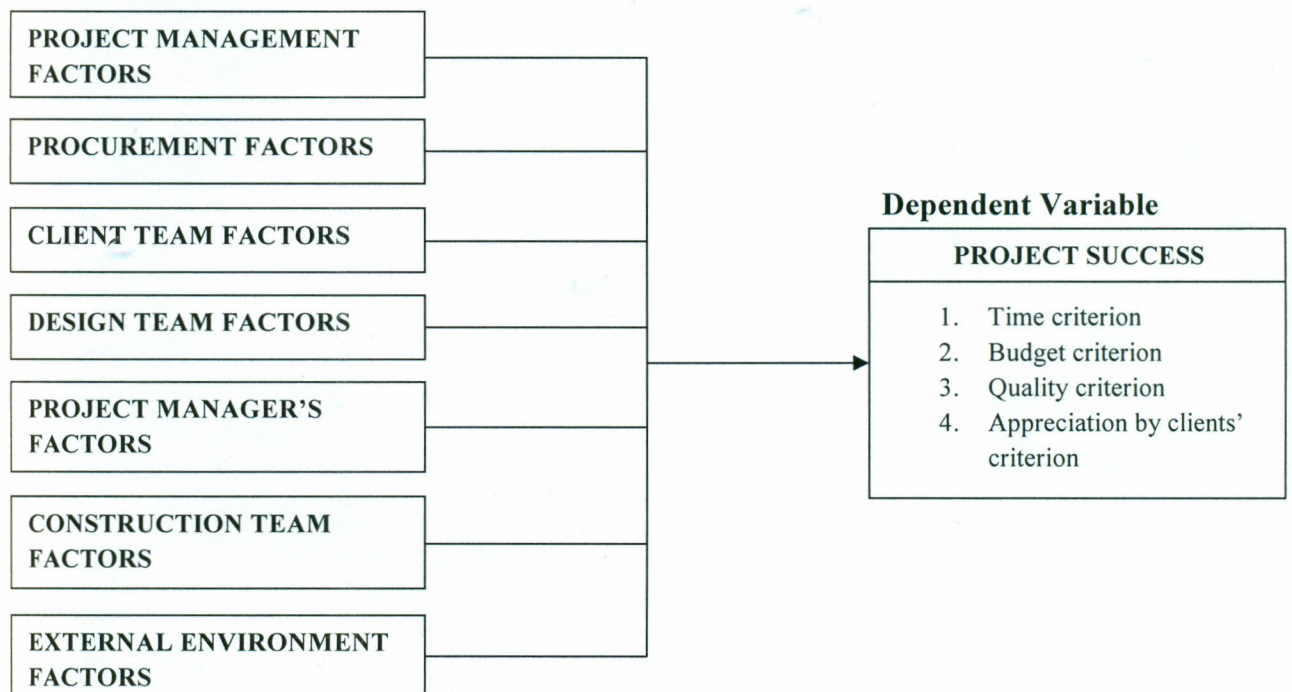 PROJECT MANAGEMENT
FACTORS
PROCUREMENT FACTORS
CLIENT TEAM FACTORS
DESIGN TEAM FACTORS
PROJECT MANAGER’S
FACTORS
CONSTRUCTION TEAM
FACTORS
EXTERNAL ENVIRONMENT
FACTORS
Dependent Variable
PROJECT SUCCESS
1. Time criterion
2. Budget criterion
3. Quality criterion
4. Appreciation by clients’
criterion